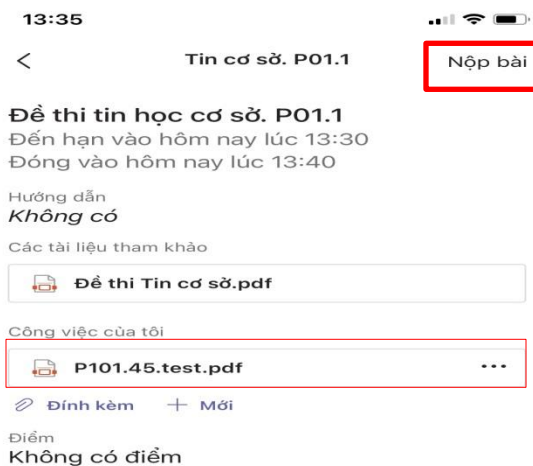 13:35
Tin cơ sở. P01.1
Nộp bài
Đề thi tin học cơ sở. P01.1
Đến hạn vào hôm nay lúc 13:30
Đóng vào hôm nay lúc 13:40
Hướng dẫn
Không có
Các tài liệu tham khảo
Đề thi Tin cơ sở.pdf
Công việc của tôi
P101.45.test.pdf
Đính kèm
Mới
Điểm
Không có điểm